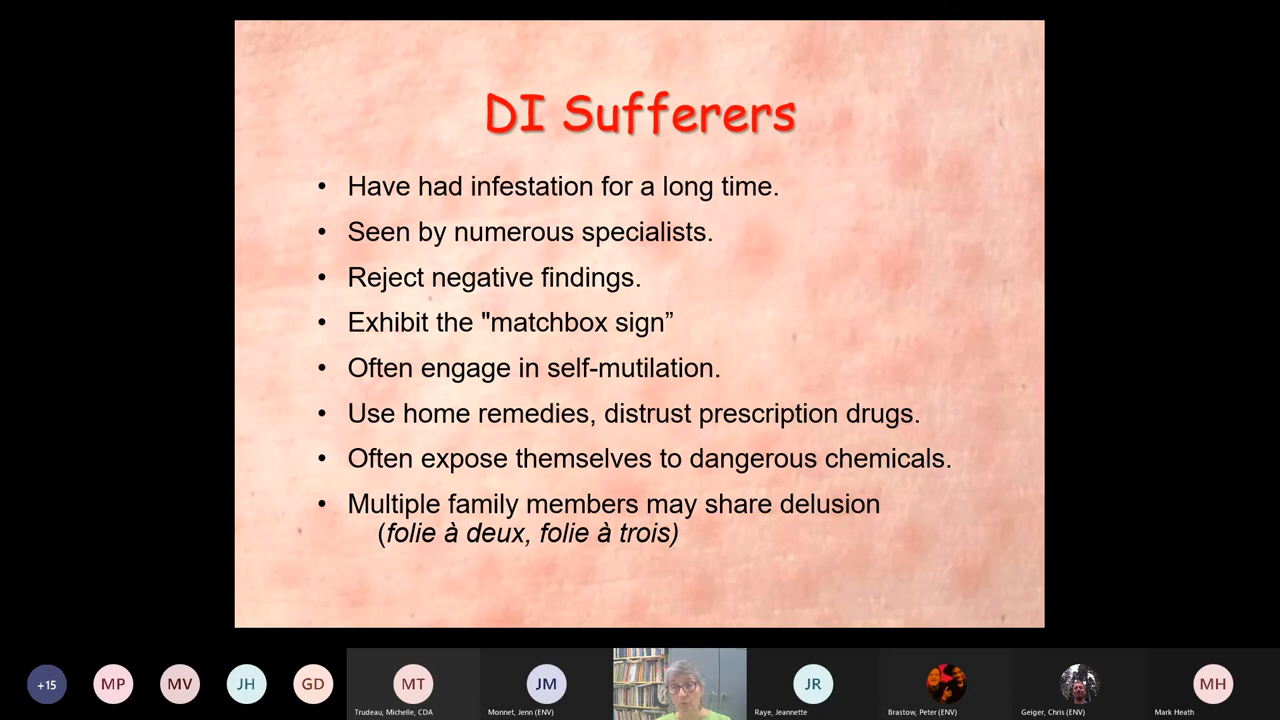 DI Sufferers
• Have had infestation for a long time.
• Seen by numerous specialists.
• Reject negative findings.
• Exhibit the "matchbox sign”
• Often engage in self-mutilation.
• Use home remedies, distrust prescription drugs.
• Often expose themselves to dangerous chemicals.
• Multiple family members may share delusion
(folie à deux, folie à trois)
+15 MP MV JH GD MT JM JR MH
Trudeau, Michelle, CDA Monnet, Jenn (ENV) Raye, Jeannette Brastow, Peter (ENV) Geiger, Chris (ENV) Mark Heath